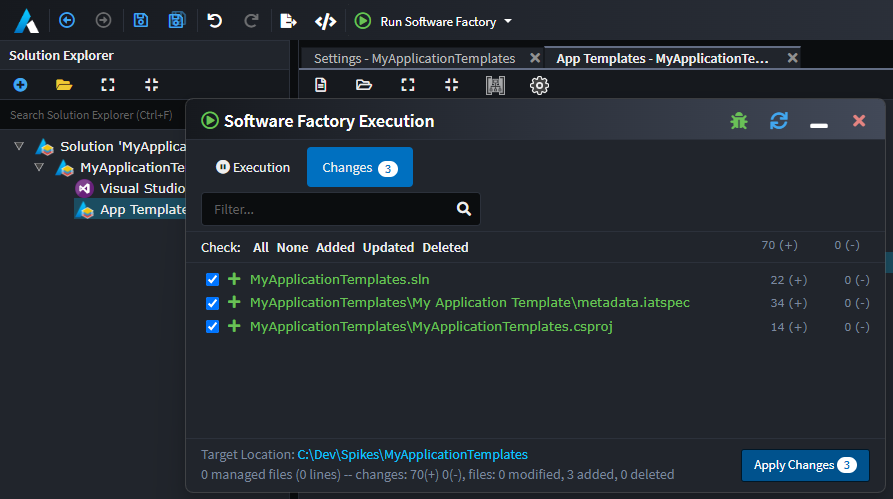 Run Software Factory
Solution Explorer
Settings - MyApplicationTemplates
App Templates - MyApplicationTe...
Search Solution Explorer (Ctrl+F)
Software Factory Execution
Solution 'MyApplica
MyApplicationTe
Visual Studio
App Template
Execution
Changes 3
Filter...
Check: All None Added Updated Deleted 70 (+) 0 (-)
MyApplicationTemplates.sln 22 (+) 0 (-)
MyApplicationTemplates\My Application Template\metadata.iatspec 34 (+) 0 (-)
MyApplicationTemplates\MyApplicationTemplates.csproj 14 (+) 0 (-)
Target Location: C:\Dev\Spikes\MyApplicationTemplates
0 managed files (0 lines) -- changes: 70(+) 0(-), files: 0 modified, 3 added, 0 deleted
Apply Changes 3